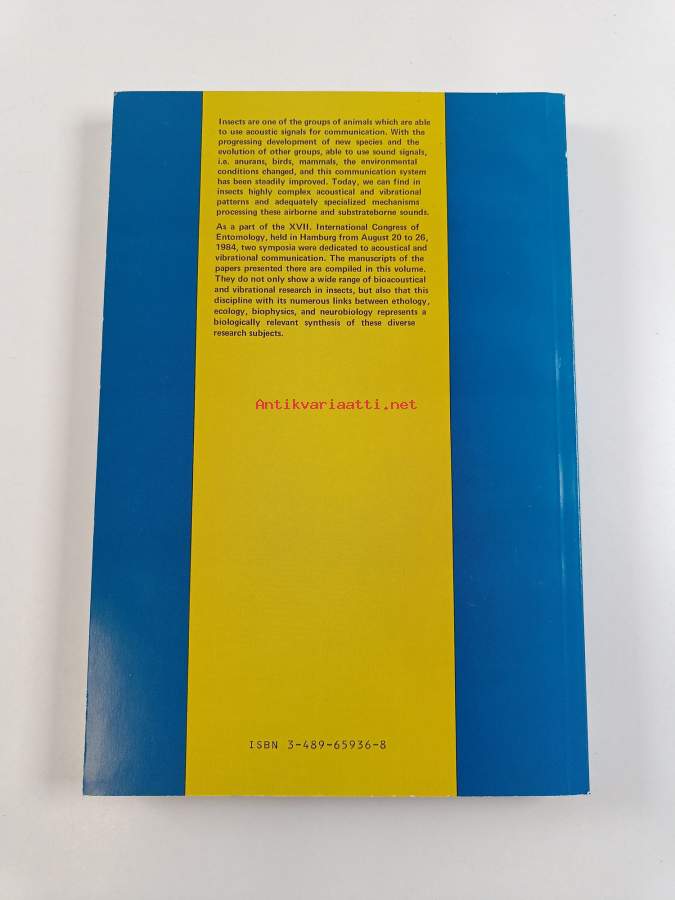 Insects are one of the groups of animals which are able
to use acoustic signals for communication. With the
progressing development of new species and the
evolution of other groups, able to use sound signals,
i.e. anurans, birds, mammals, the environmental
conditions changed, and this communication system
has been steadily improved. Today, we can find in
insects highly complex acoustical and vibrational
patterns and adequately specialized mechanisms
processing these airborne and substrateborne sounds.
As a part of the XVII. International Congress of
Entomology, held in Hamburg from August 20 to 26,
1984, two symposia were dedicated to acoustical and
vibrational communication. The manuscripts of the
papers presented there are compiled in this volume.
They do not only show a wide range of bioacoustical
and vibrational research in insects, but also that this
discipline with its numerous links between ethology,
ecology, biophysics, and neurobiology represents a
biologically relevant synthesis of these diverse
research subjects.
Antikvariaatti.net
ISBN 3-489-65936-8